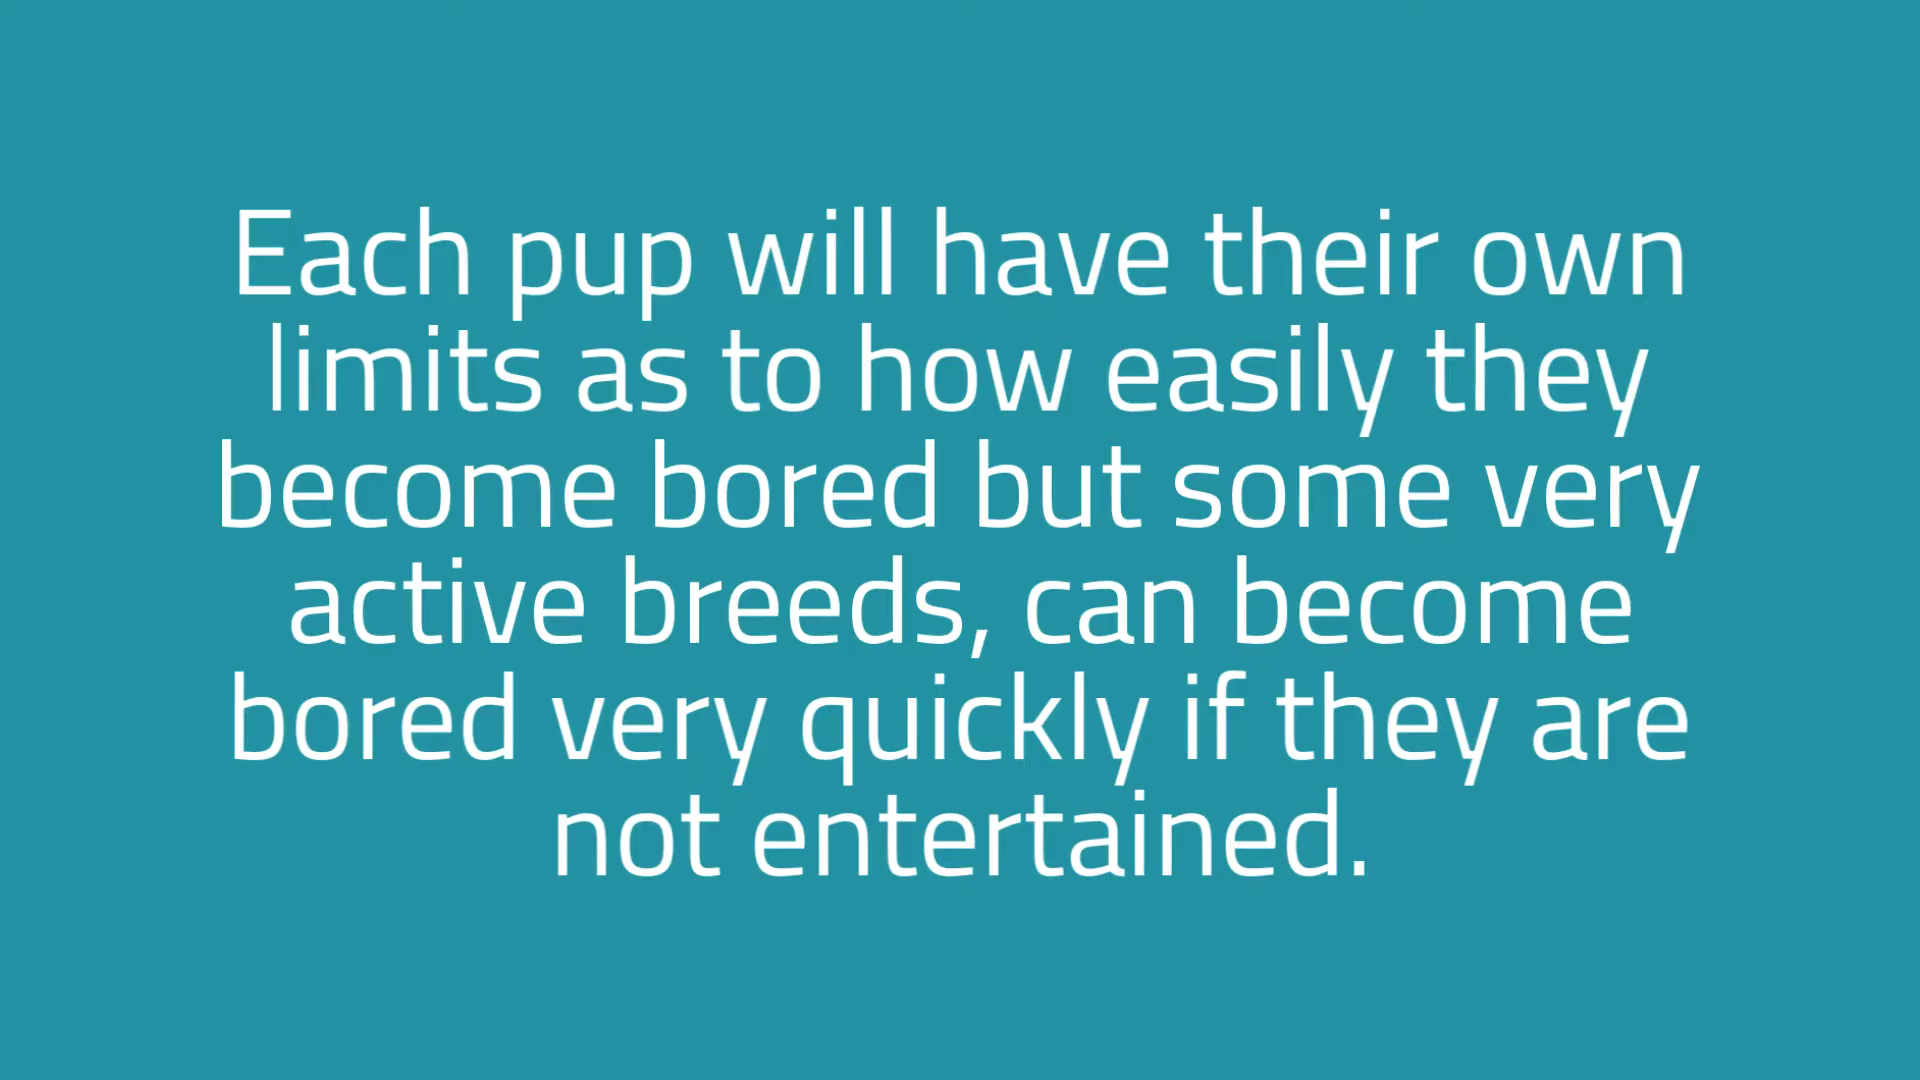 Each pup will have their own
limits as to how easily they
become bored but some very
active breeds, can become
bored very quickly if they are
not entertained.